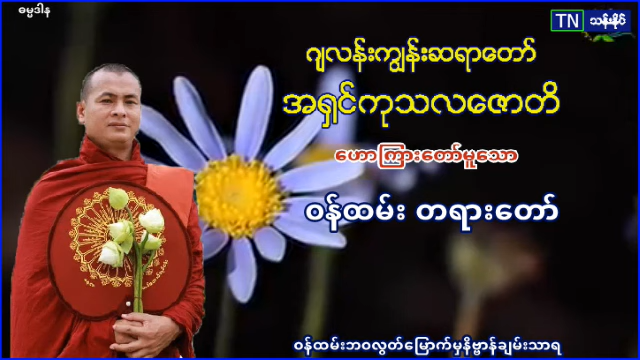 ဓမ္မဒါန
TN သန်းနိုင်
ဂျလန်းကျွန်းဆရာတော်
အရှင်ကုသလဇောတိ
ဟောကြားတော်မူသော
ဝန်ထမ်း တရားတော်
ဝန်ထမ်းဘဝလွတ်မြောက်မှနိဗ္ဗာန်ချမ်းသာရ